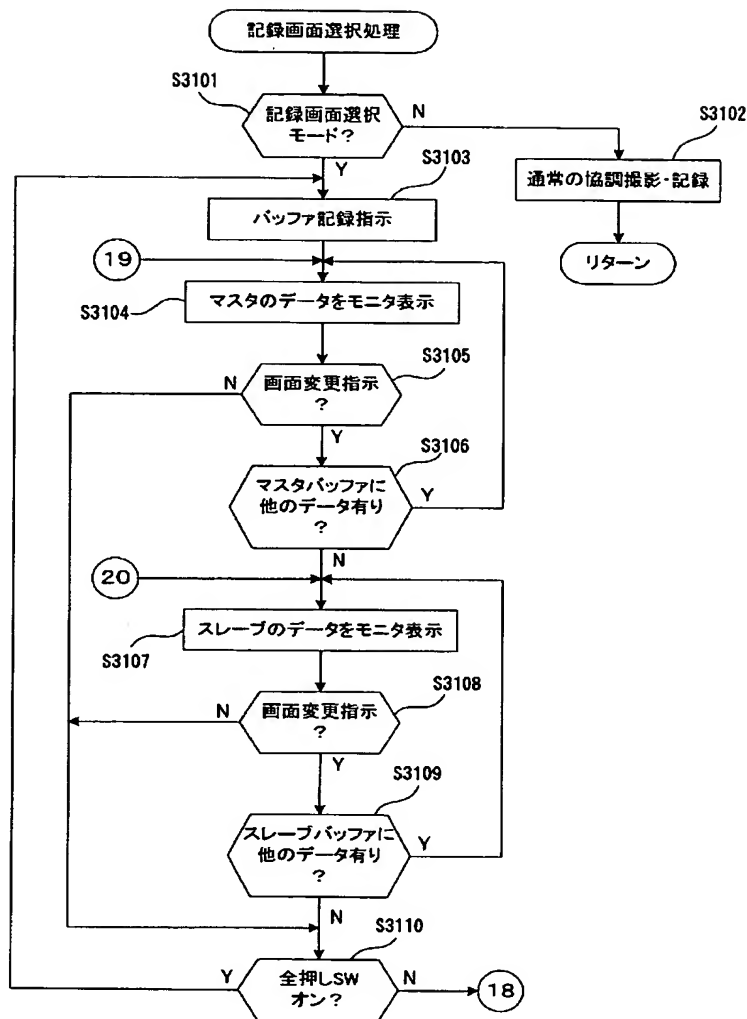 記録画面選択処理
S3101
記録画面選択
モード?
N
S3102
Y
S3103
通常の協調撮影・記録
バッファ記録指示
19
リターン
マスタのデータをモニタ表示
S3104
S3105
N
画面変更指示
?
Y
S3106
マスタバッファに
他のデータ有り
?
Y
N
20
スレーブのデータをモニタ表示
S3107
S3108
N
画面変更指示
?
Y
S3109
スレーブバッファに
他のデータ有り
?
Y
N
S3110
Y
全押しSW
オン?
N
18